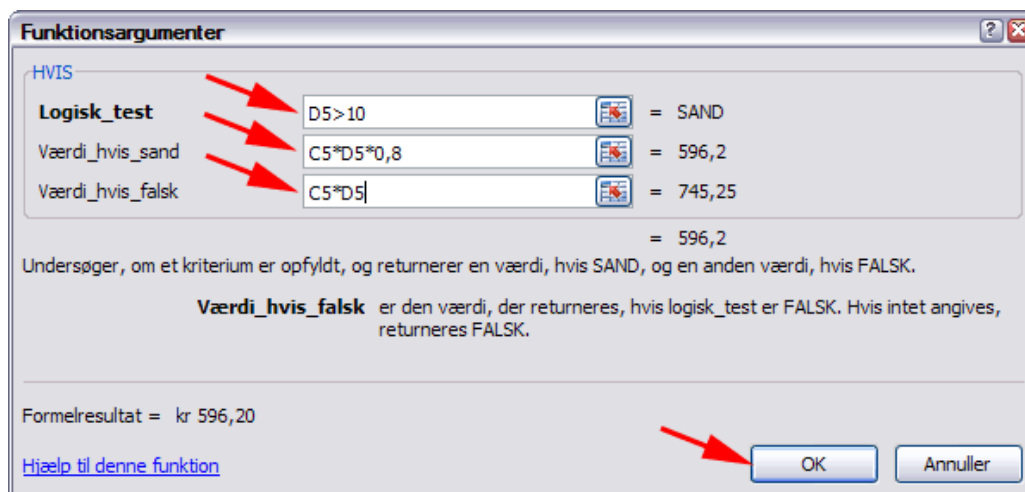 Funktionsargumenter
HVIS
Logisk_test D5>10 = SAND
Værdi_hvis_sand C5*D5*0,8 = 596,2
Værdi_hvis_falsk C5*D5 = 745,25
= 596,2
Undersøger, om et kriterium er opfyldt, og returnerer en værdi, hvis SAND, og en anden værdi, hvis FALSK.
Værdi_hvis_falsk er den værdi, der returneres, hvis logisk_test er FALSK. Hvis intet angives,
returneres FALSK.
Formelresultat = kr 596,20
Hjælp til denne funktion OK Annuller